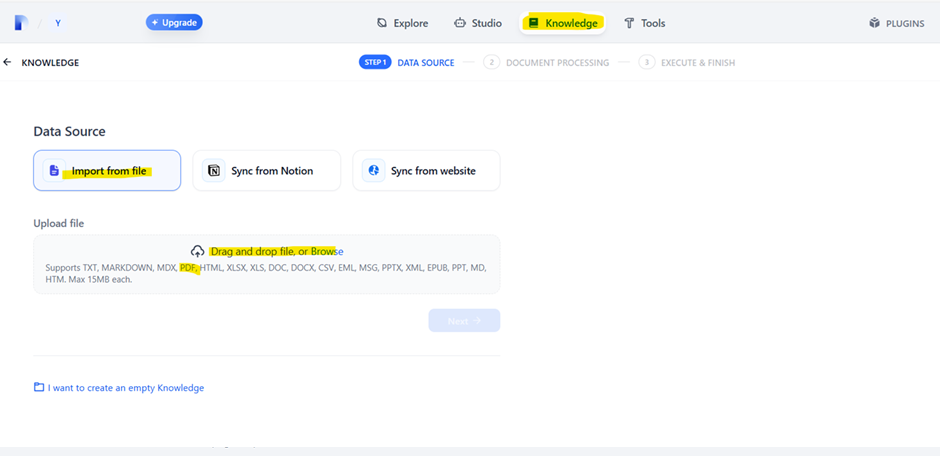 Y
Upgrade
Explore
Studio
Knowledge
Tools
PLUGINS
KNOWLEDGE
STEP 1 DATA SOURCE
2 DOCUMENT PROCESSING
3 EXECUTE & FINISH
Data Source
Import from file
Sync from Notion
Sync from website
Upload file
Drag and drop file, or Browse
Supports TXT, MARKDOWN, MDX, PDF, HTML, XLSX, XLS, DOC, DOCX, CSV, EML, MSG, PPTX, XML, EPUB, PPT, MD,
HTM. Max 15MB each.
Next
I want to create an empty Knowledge